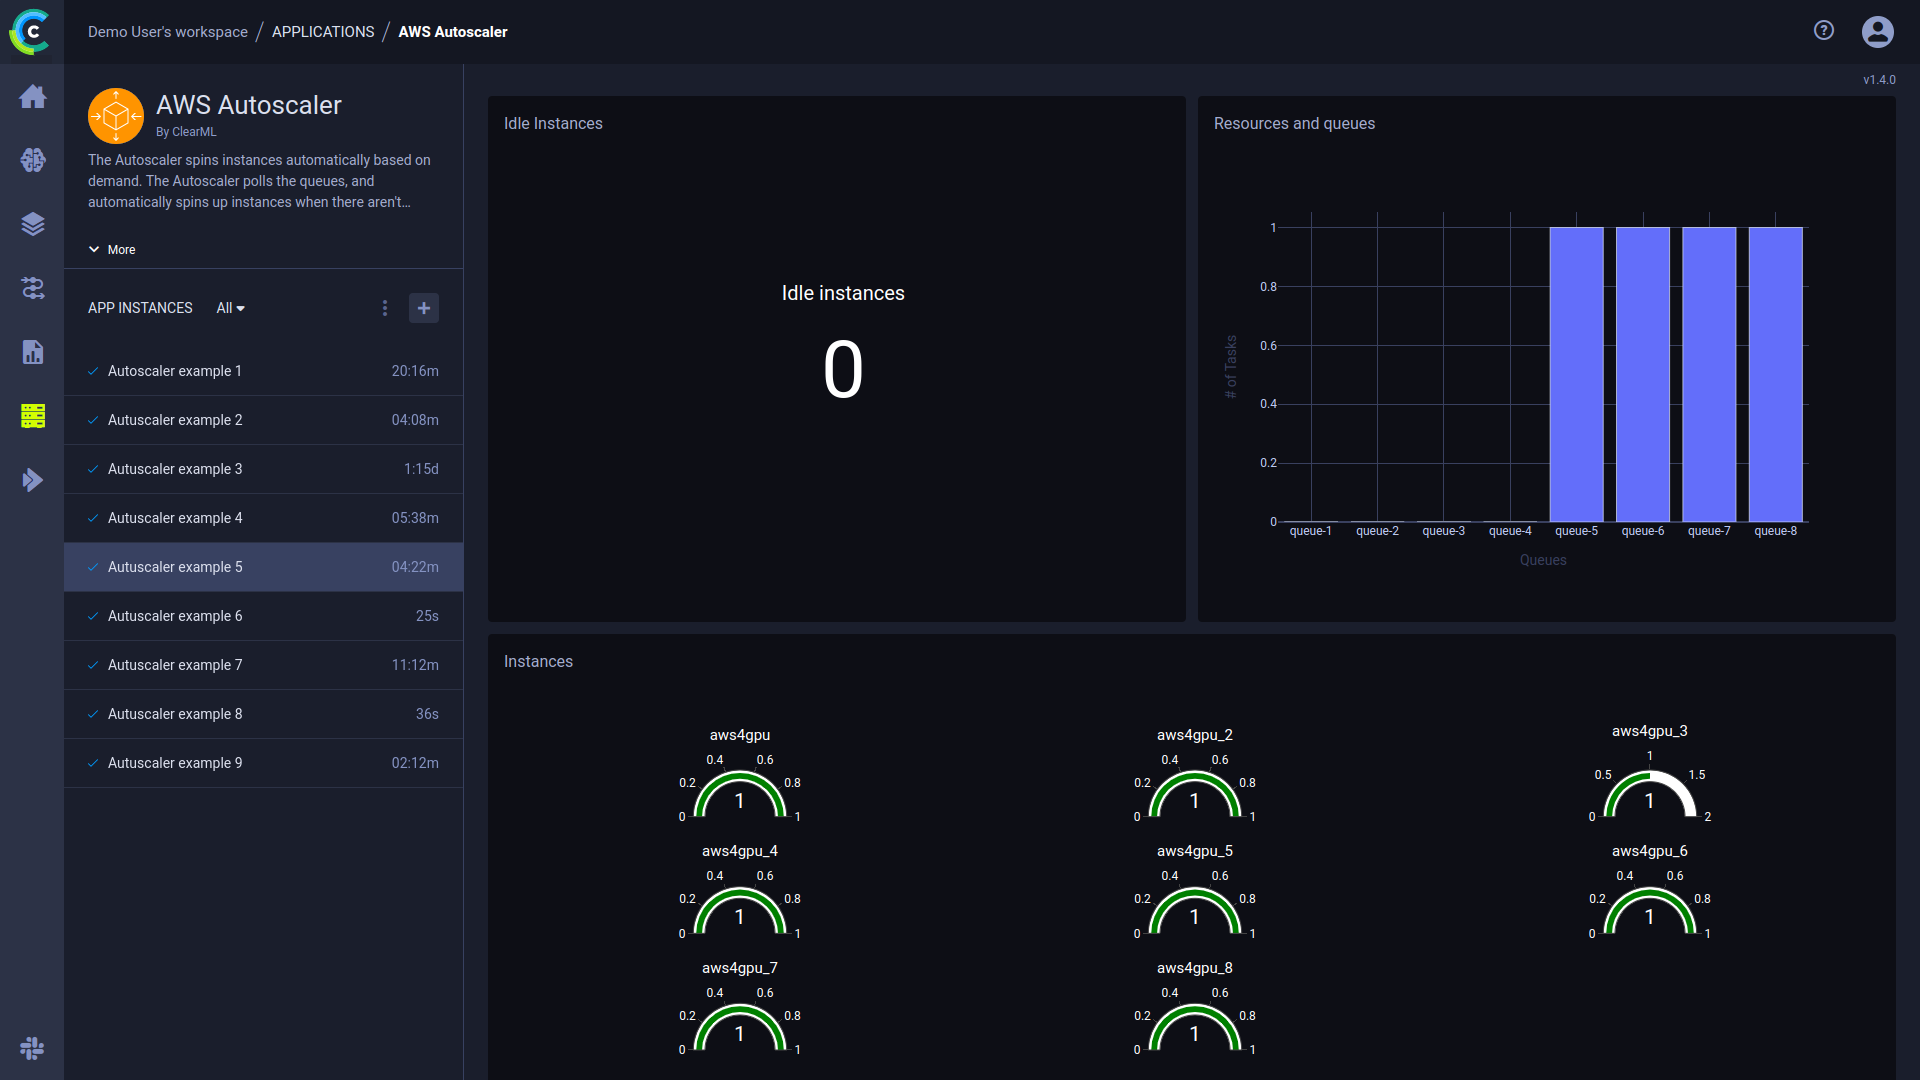 Demo User's workspace / APPLICATIONS / AWS Autoscaler
v1.4.0
AWS Autoscaler
By ClearML
The Autoscaler spins instances automatically based on
demand. The Autoscaler polls the queues, and
automatically spins up instances when there aren't...
More
APP INSTANCES All
Autoscaler example 1 20:16m
Autuscaler example 2 04:08m
Autuscaler example 3 1:15d
Autuscaler example 4 05:38m
Autuscaler example 5 04:22m
Autuscaler example 6 25s
Autuscaler example 7 11:12m
Autuscaler example 8 36s
Autuscaler example 9 02:12m
Idle Instances
Idle instances
0
Resources and queues
# of Tasks
1
0.8
0.6
0.4
0.2
0
queue-1 queue-2 queue-3 queue-4 queue-5 queue-6 queue-7 queue-8
Queues
Instances
aws4gpu
0 0.2 0.4 0.6 0.8 1
1
aws4gpu_2
0 0.2 0.4 0.6 0.8 1
1
aws4gpu_3
0 0.5 1 1.5 2
1
aws4gpu_4
0 0.2 0.4 0.6 0.8 1
1
aws4gpu_5
0 0.2 0.4 0.6 0.8 1
1
aws4gpu_6
0 0.2 0.4 0.6 0.8 1
1
aws4gpu_7
0 0.2 0.4 0.6 0.8 1
1
aws4gpu_8
0 0.2 0.4 0.6 0.8 1
1